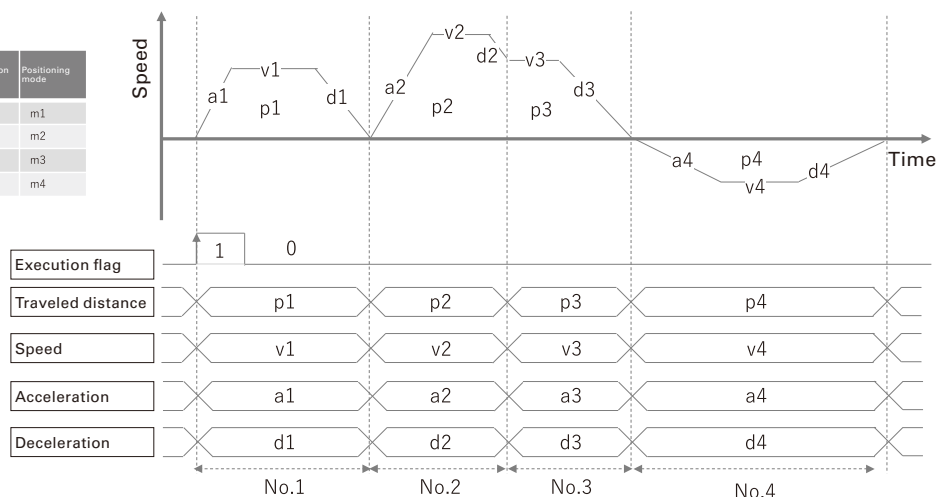 on
Positioning
mode
m1
m2
m3
m4
Speed
a1
v1
p1
d1
a2
v2
p2
d2
v3
p3
d3
a4
p4
v4
d4
Time
Execution flag
1
0
Traveled distance
p1
p2
p3
p4
Speed
v1
v2
v3
v4
Acceleration
a1
a2
a3
a4
Deceleration
d1
d2
d3
d4
No.1
No.2
No.3
No.4